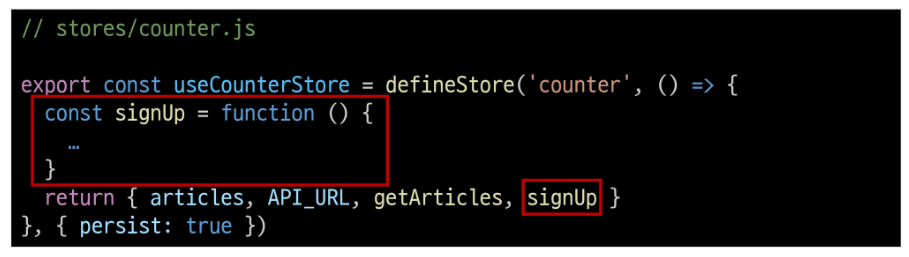 // stores/counter.js
export const useCounterStore = defineStore('counter', () => {
  const signUp = function () {
    …
  }
  return { articles, API_URL, getArticles, signUp }
}, { persist: true })